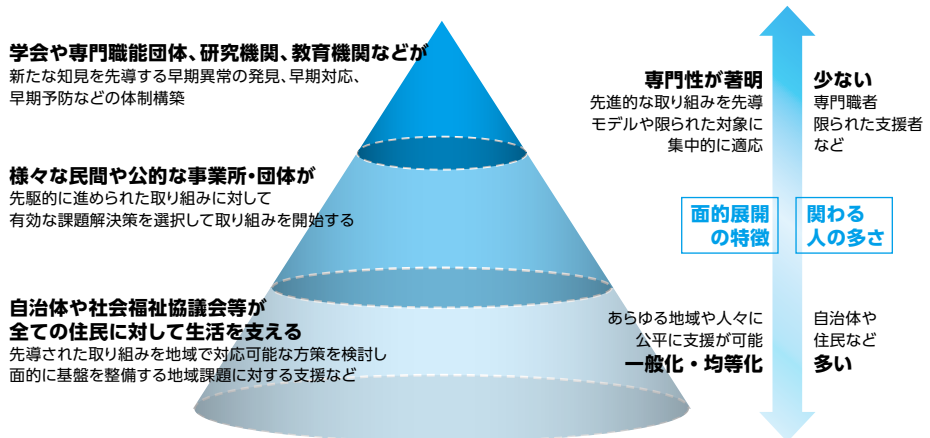 学会や専門職能団体、研究機関、教育機関などが
新たな知見を先導する早期異常の発見、早期対応、
早期予防などの体制構築
様々な民間や公的な事業所・団体が
先駆的に進められた取り組みに対して
有効な課題解決策を選択して取り組みを開始する
自治体や社会福祉協議会等が
全ての住民に対して生活を支える
先導された取り組みを地域で対応可能な方策を検討し
面的に基盤を整備する地域課題に対する支援など
専門性が著明
先進的な取り組みを先導
モデルや限られた対象に
集中的に適応
少ない
専門職者
限られた支援者
など
面的展開
の特徴
関わる
人の多さ
あらゆる地域や人々に
公平に支援が可能
一般化・均等化
自治体や
住民など
多い